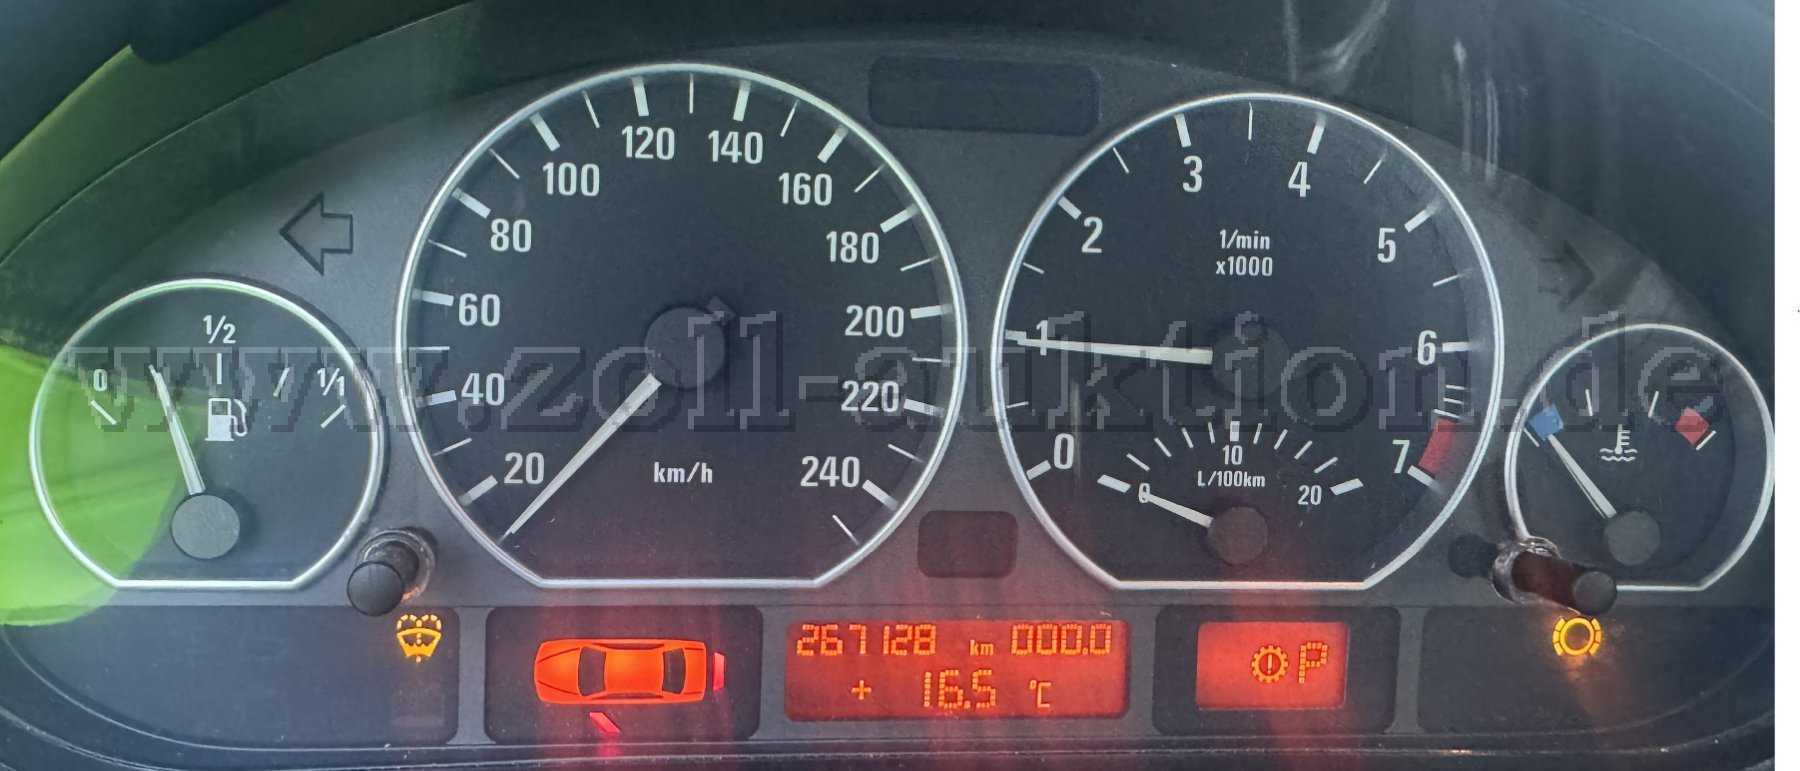 0 1/2 1/1
20 40 60 80 100 120 140 160 180 200 220 240
km/h
0 1 2 3 4 5 6 7
1/min
x1000
0 10 20
L/100km
www.zoll-auktion.de
267128 km 000.0
+ 16.5 °C
P